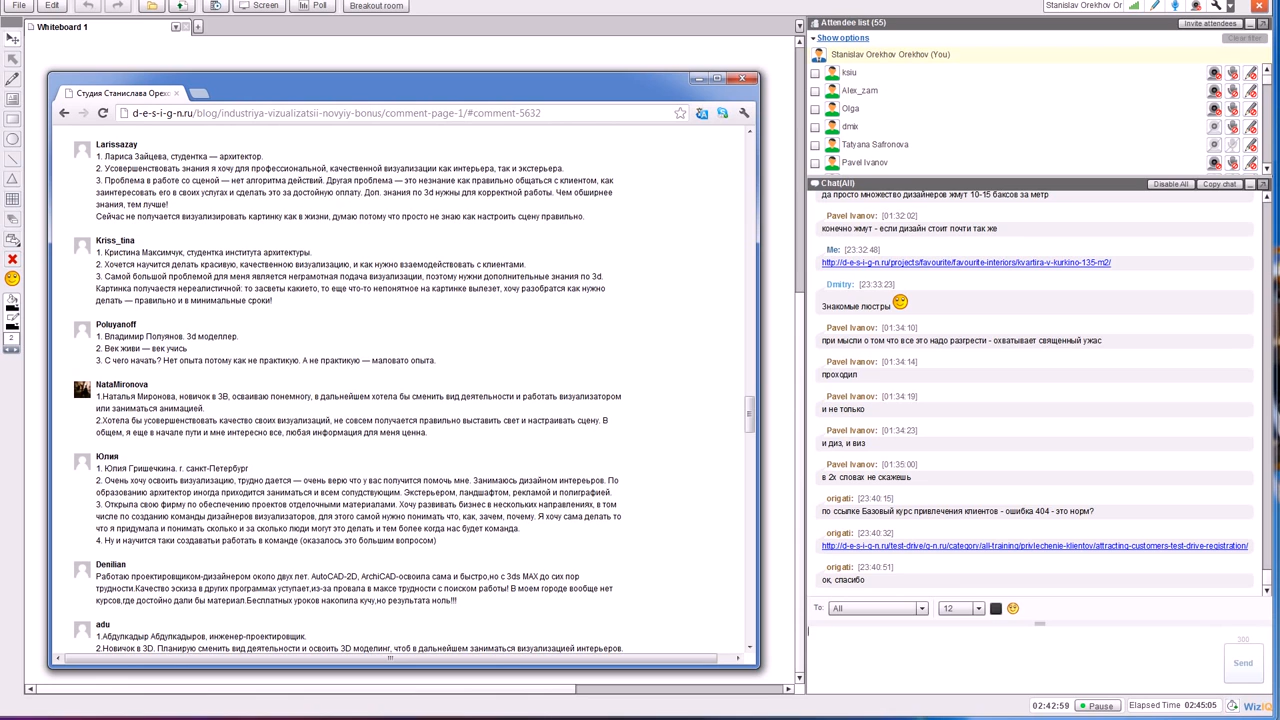 File
Edit
Screen
Poll
Breakout room
Stanislav Orekhov Or
Whiteboard 1
Студия Станислава Орехо
d-e-s-i-g-n.ru/blog/industriya-vizualizatsii-novyiy-bonus/comment-page-1/#comment-5632
Larissazay
1. Лариса Зайцева, студентка — архитектор.
2. Усовершенствовать знания я хочу для профессиональной, качественной визуализации как интерьера, так и экстерьера.
3. Проблема в работе со сценой — нет алгоритма действий. Другая проблема — это незнание как правильно общаться с клиентом, как
заинтересовать его в своих услугах и сделать это за достойную оплату. Доп. знания по 3d нужны для корректной работы. Чем обширнее
знания, тем лучше!
Сейчас не получается визуализировать картинку как в жизни, думаю потому что просто не знаю как настроить сцену правильно.
Kriss_tina
1. Кристина Максимчук, студентка института архитектуры.
2. Хочется научится делать красивую, качественную визуализацию, и как нужно взаемодействовать с клиентами.
3. Самой большой проблемой для меня является неграмотная подача визуализации, поэтому нужны дополнительные знания по 3d.
Картинка получаестя нереалистичной: то засветы какието, то еще что-то непонятное на картинке вылезет, хочу разобратся как нужно
делать — правильно и в минимальные сроки!
Poluyanoff
1. Владимир Полуянов. 3d моделлер.
2. Век живи — век учись
3. С чего начать? Нет опыта потому как не практикую. А не практикую — маловато опыта.
NataMironova
1.Наталья Миронова, новичок в 3В, осваиваю понемногу, в дальнейшем хотела бы сменить вид деятельности и работать визуализатором
или заниматься анимацией.
2.Хотела бы усовершенствовать качество своих визуализаций, не совсем получается правильно выставить свет и настраивать сцену. В
общем, я еще в начале пути и мне интересно все, любая информация для меня ценна.
Юлия
1. Юлия Гришечкина. г. санкт-Петербург
2. Очень хочу освоить визуализацию, трудно дается — очень верю что у вас получится помочь мне. Занимаюсь дизайном интереьров. По
образованию архитектор иногда приходится заниматься и всем сопудствующим. Экстерьером, ландшафтом, рекламой и полиграфией.
3. Открыла свою фирму по обеспечению проектов отделочными материалами. Хочу развивать бизнес в нескольких направлениях, в том
числе по созданию команды дизайнеров визуализаторов, для этого самой нужно понимать что, как, зачем, почему. Я хочу сама делать то
что я придумала и понимать сколько и за сколько люди могут это делать и тем более когда нас будет команда.
4. Ну и научится таки создаватьи работать в команде (оказалось это большим вопросом)
Denilian
Работаю проектировщиком-дизайнером около двух лет. AutoCAD-2D, ArchiCAD-освоила сама и быстро,но с 3ds MAX до сих пор
трудности.Качество эскиза в других программах уступает,из-за провала в максе трудности с поиском работы! В моем городе вообще нет
курсов,где достойно дали бы материал.Бесплатных уроков накопила кучу,но результата ноль!!!
adu
1.Абдулкадыр Абдулкадыров, инженер-проектировщик.
2.Новичок в 3D. Планирую сменить вид деятельности и освоить 3D моделинг, чтоб в дальнейшем заниматься визуализацией интерьеров.
2
Attendee list (55)
Invite attendees
Show options
Clear filter
Stanislav Orekhov Orekhov (You)
ksiu
Alex_zam
Olga
dmix
Tatyana Safronova
Pavel Ivanov
Chat(All)
Disable All
Copy chat
да просто множество дизайнеров жмут 10-15 баксов за метр
Pavel Ivanov: [01:32:02]
конечно жмут - если дизайн стоит почти так же
Me: [23:32:48]
http://d-e-s-i-g-n.ru/projects/favourite/favourite-interiors/kvartira-v-kurkino-135-m2/
Dmitry: [23:33:23]
Знакомые люстры
Pavel Ivanov: [01:34:10]
при мысли о том что все это надо разгрести - охватывает священный ужас
Pavel Ivanov: [01:34:14]
проходил
Pavel Ivanov: [01:34:19]
и не только
Pavel Ivanov: [01:34:23]
и диз, и виз
Pavel Ivanov: [01:35:00]
в 2х словах не скажешь
origati: [23:40:15]
по ссылке Базовый курс привлечения клиентов - ошибка 404 - это норм?
origati: [23:40:32]
http://d-e-s-i-g-n.ru/test-drive/g-n.ru/category/all-training/privlechenie-klientov/attracting-customers-test-drive-registration/
origati: [23:40:51]
ок, спасибо
To:
All
12
300
Send
02:42:59
Pause
Elapsed Time
02:45:05
WizIQ